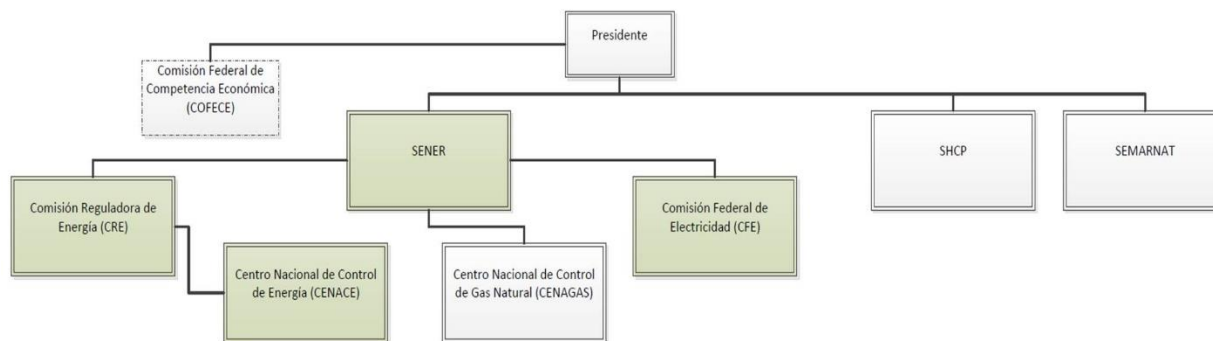 Presidente
Comisión Federal de
Competencia Económica
(COFECE)
SENER
SHCP
SEMARNAT
Comisión Reguladora de
Energía (CRE)
Comisión Federal de
Electricidad (CFE)
Centro Nacional de Control
de Energía (CENACE)
Centro Nacional de Control
de Gas Natural (CENAGAS)